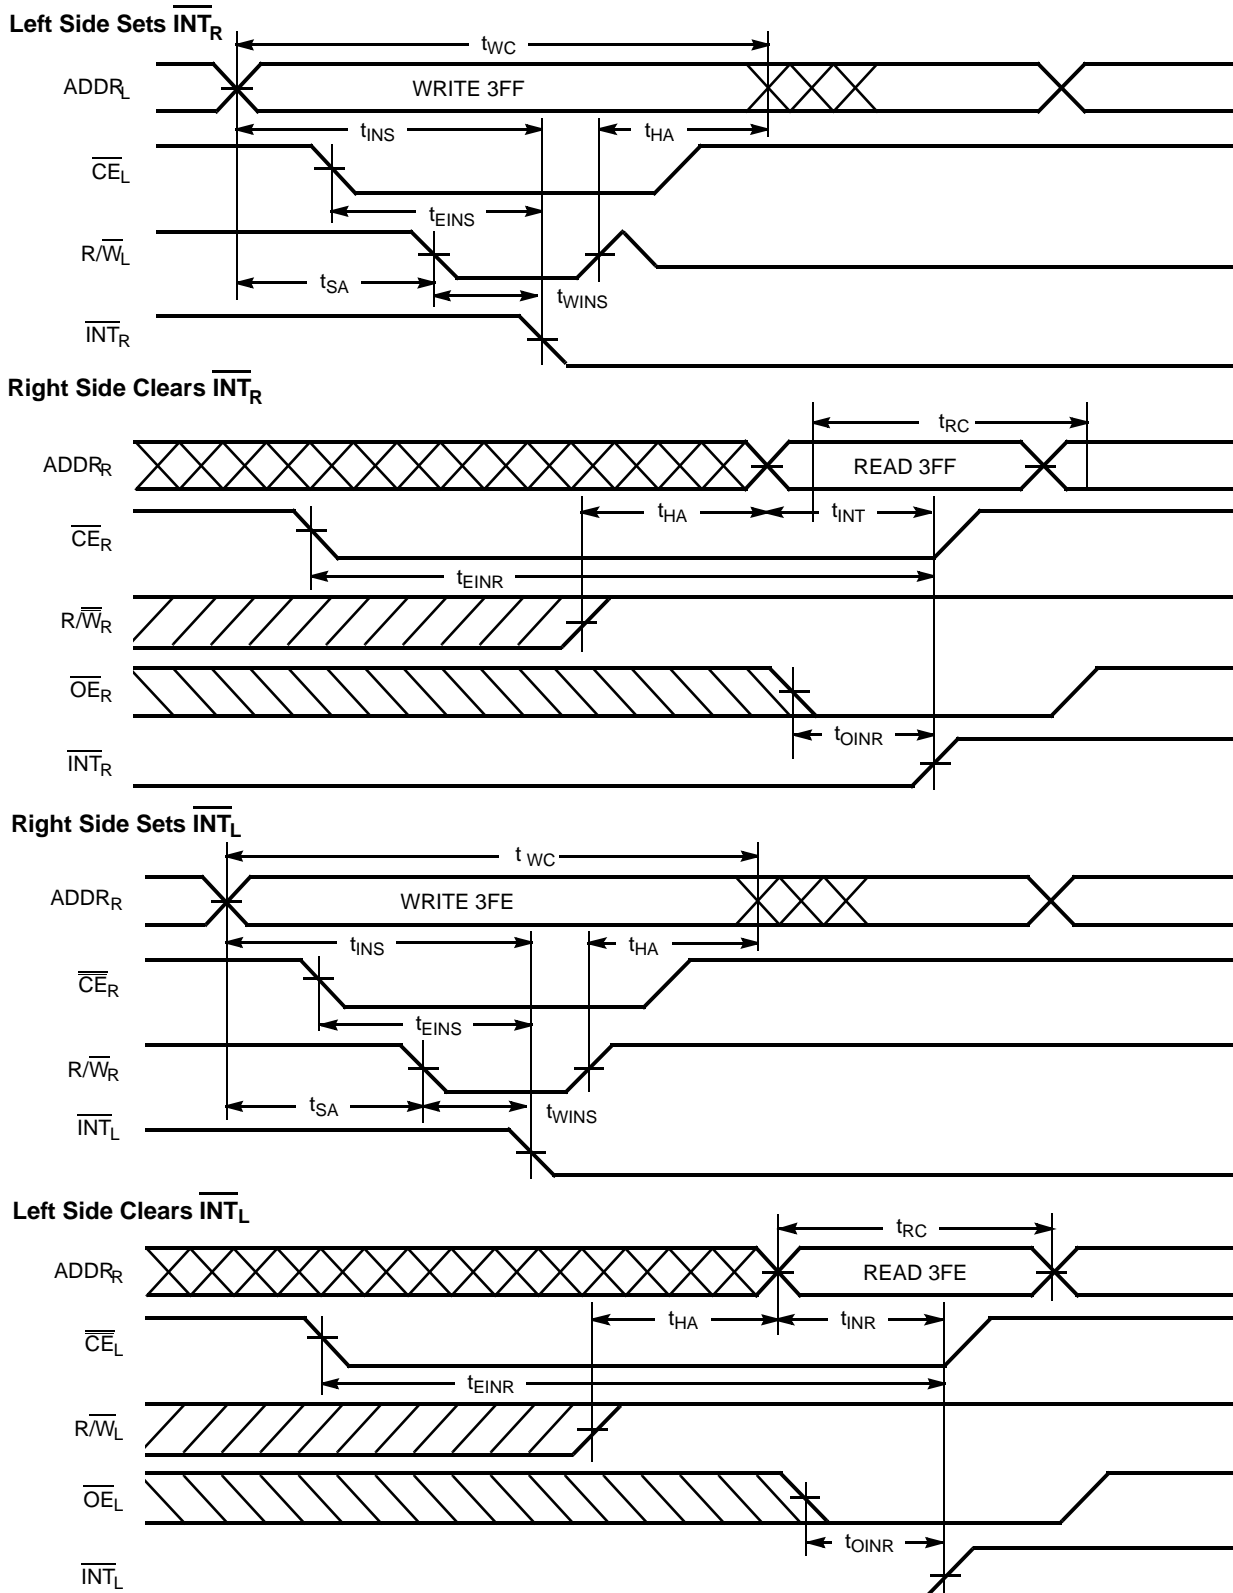 Left Side Sets INTR
tWC
ADDRL
WRITE 3FF
tINS
tHA
CEL
tEINS
R/WL
tSA
tWINS
INTR
Right Side Clears INTR
tRC
ADDRR
READ 3FF
tHA
tINT
CER
tEINR
R/WR
OER
tOINR
INTR
Right Side Sets INTL
t WC
ADDRR
WRITE 3FE
tINS
tHA
CER
tEINS
R/WR
tSA
tWINS
INTL
Left Side Clears INTL
tRC
ADDRR
READ 3FE
tHA
tINR
CEL
tEINR
R/WL
OEL
tOINR
INTL